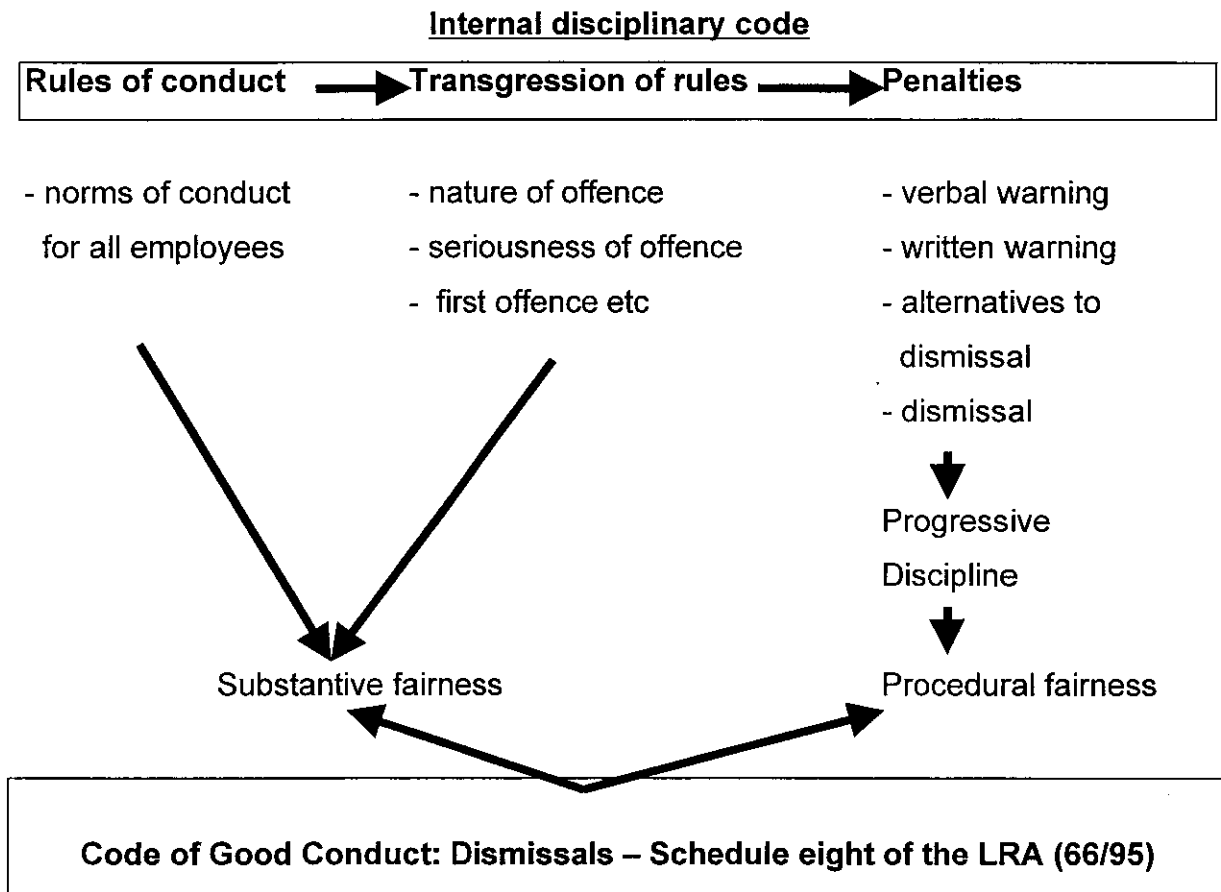 Internal disciplinary code
Rules of conduct Transgression of rules Penalties
- norms of conduct
for all employees
- nature of offence
- seriousness of offence
- first offence etc
- verbal warning
- written warning
- alternatives to
dismissal
- dismissal
Progressive
Discipline
Substantive fairness
Procedural fairness
Code of Good Conduct: Dismissals – Schedule eight of the LRA (66/95)